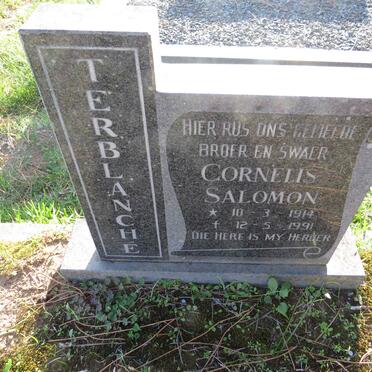 TERBLANCHE
HIER RUS ONS GELIEFDE
BROER EN SWAER
CORNELIS
SALOMON
★ 10 - 3 - 1914
† 12 - 5 - 1991
DIE HERE IS MY HERDER